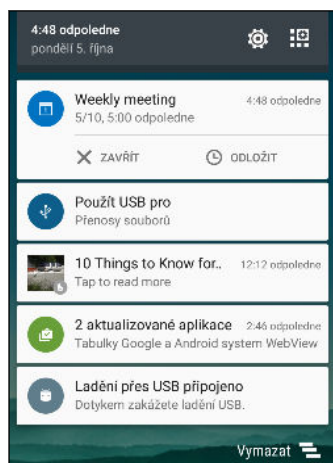 4:48 odpoledne
pondělí 5. října
Weekly meeting 4:48 odpoledne
5/10, 5:00 odpoledne
ZAVŘÍT ODLOŽIT
Použít USB pro
Přenosy souborů
10 Things to Know for.. 12:12 odpoledne
Tap to read more
2 aktualizované aplikace 2:46 odpoledne
Tabulky Google a Android system WebView
Ladění přes USB připojeno
Dotykem zakážete ladění USB.
Vymazat